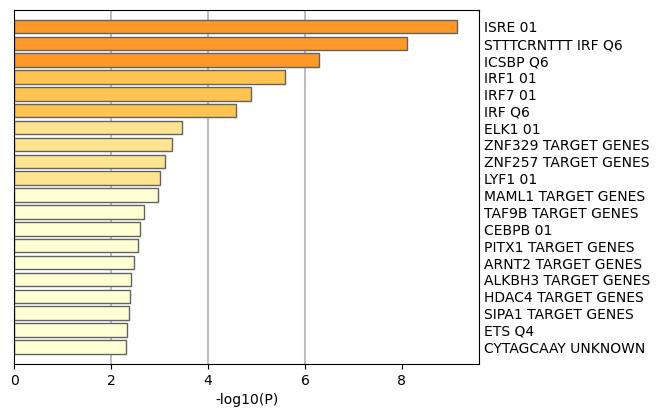 ISRE 01
STTTCRNTTT IRF Q6
ICSBP Q6
IRF1 01
IRF7 01
IRF Q6
ELK1 01
ZNF329 TARGET GENES
ZNF257 TARGET GENES
LYF1 01
MAML1 TARGET GENES
TAF9B TARGET GENES
CEBPB 01
PITX1 TARGET GENES
ARNT2 TARGET GENES
ALKBH3 TARGET GENES
HDAC4 TARGET GENES
SIPA1 TARGET GENES
ETS Q4
CYTAGCAAY UNKNOWN
0 2 4 6 8
-log10(P)